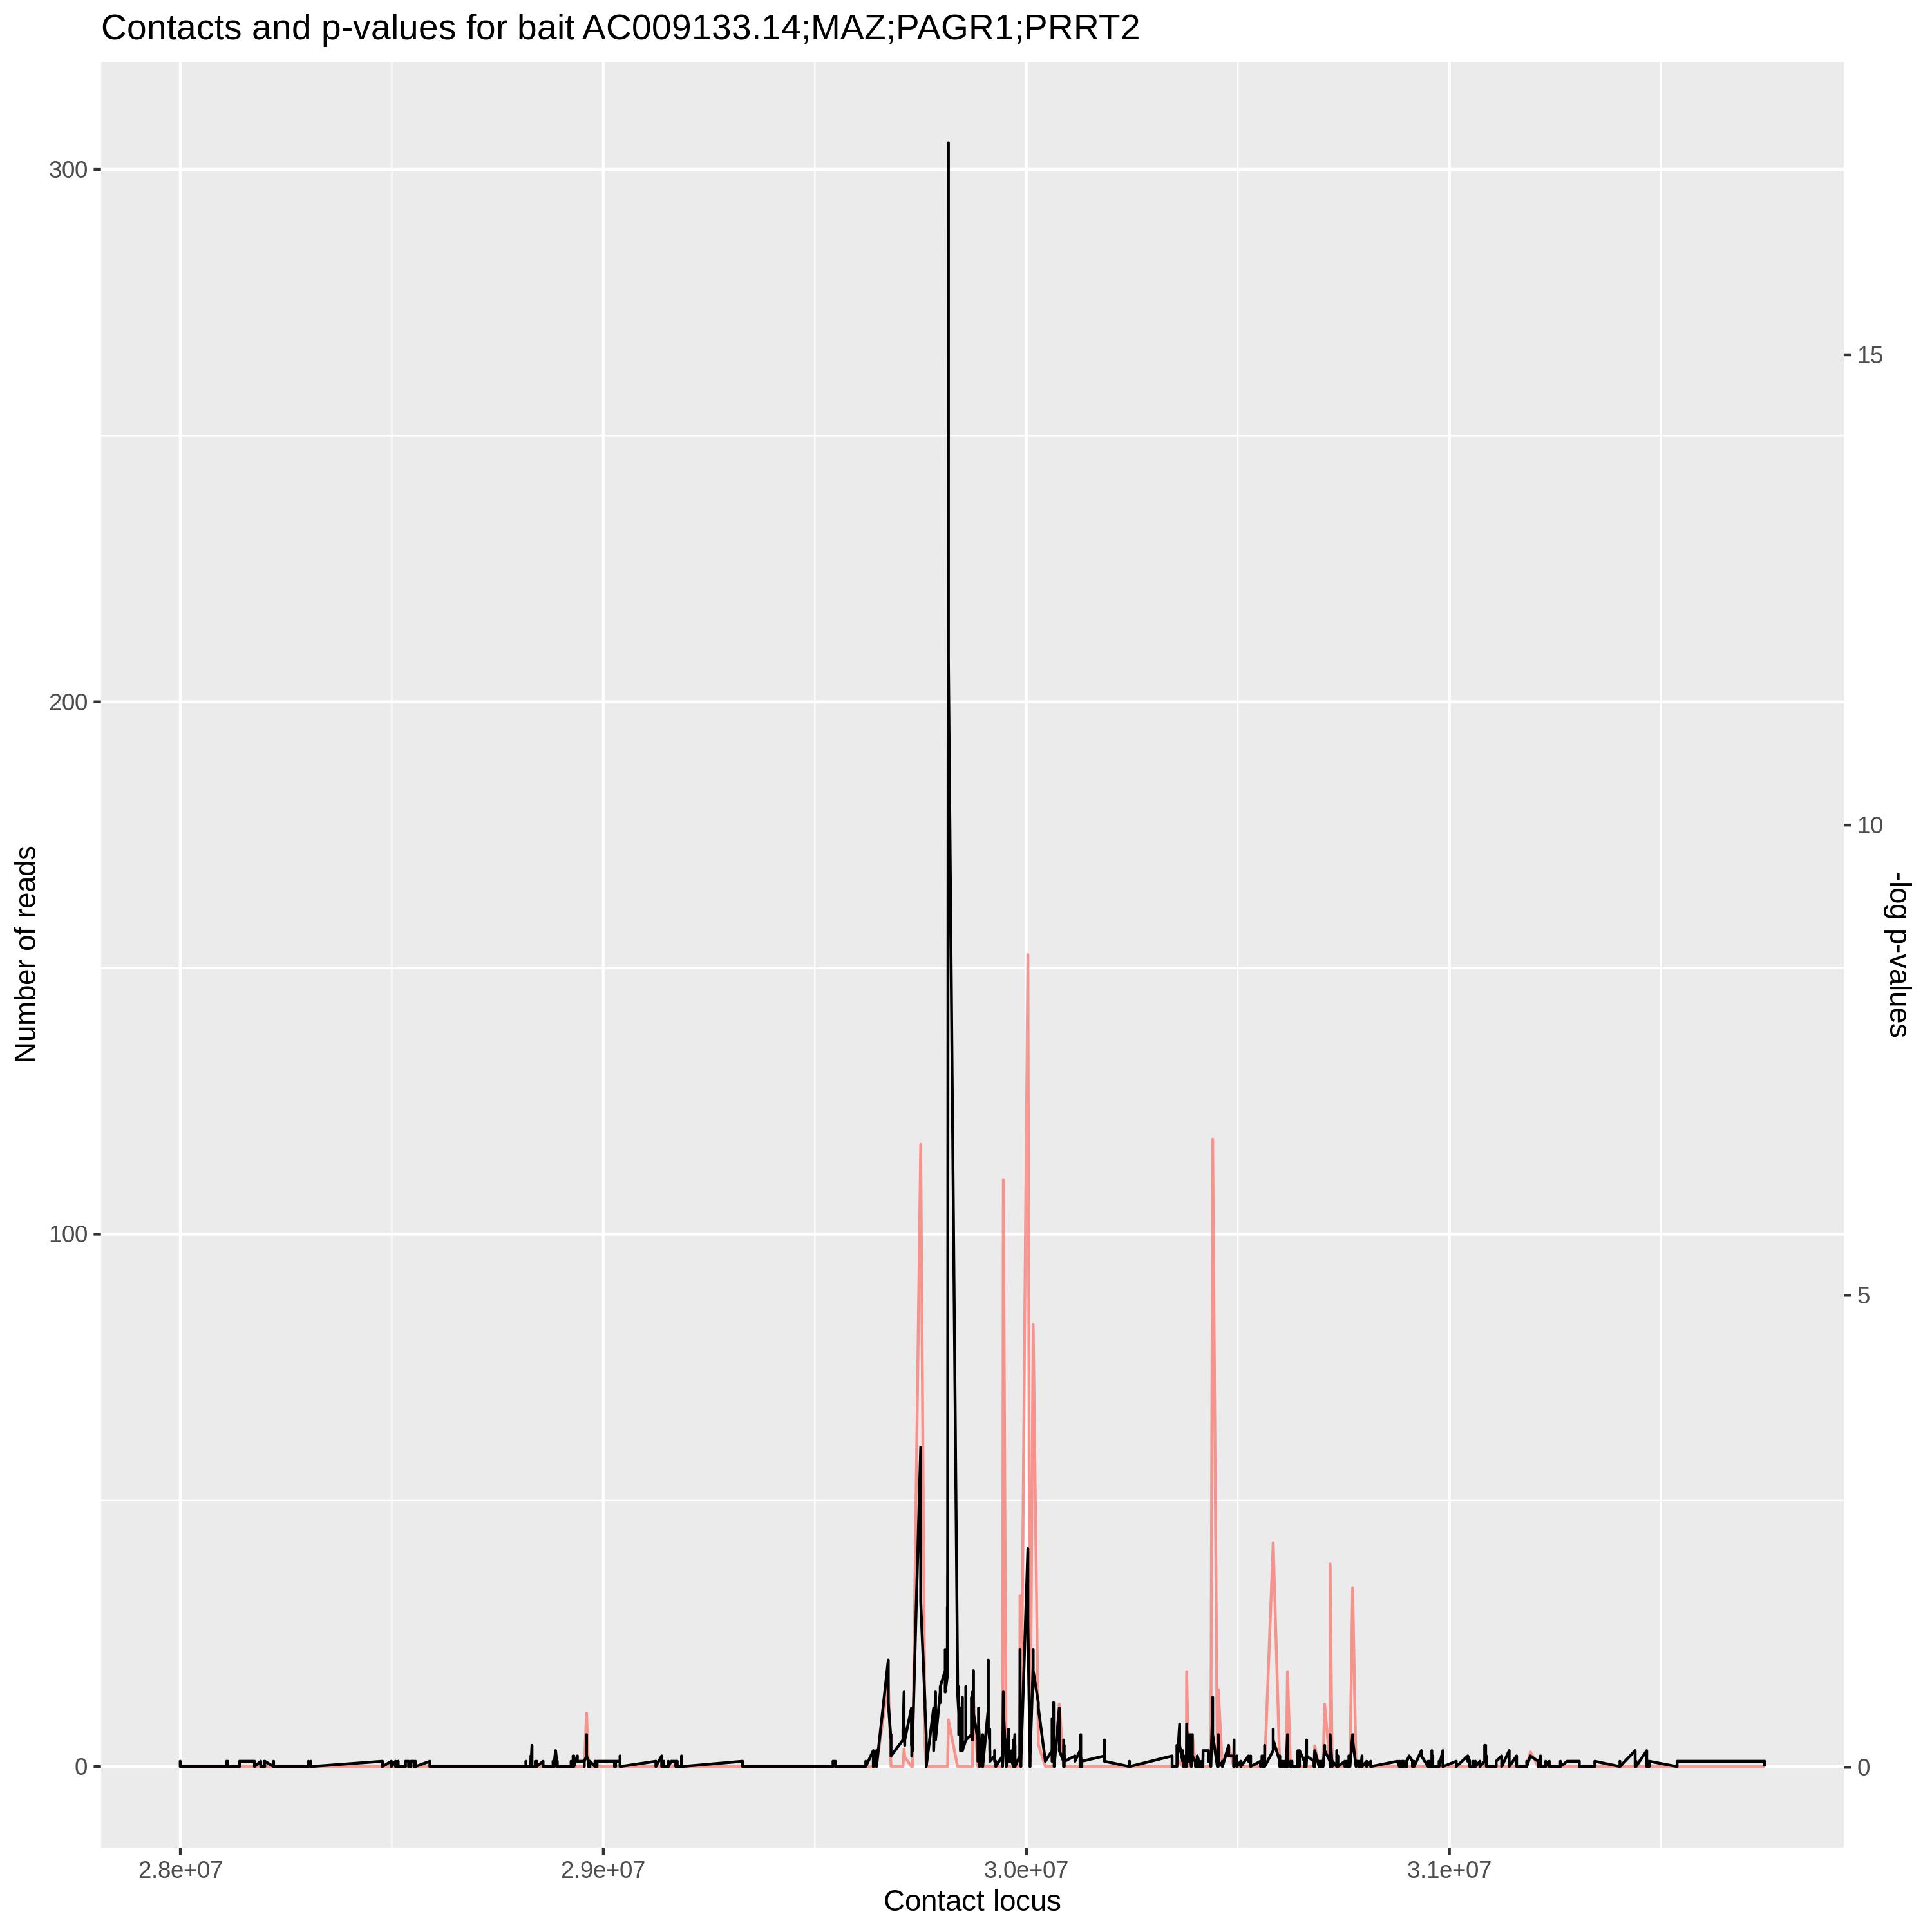 Contacts and p-values for bait AC009133.14;MAZ;PAGR1;PRRT2
300
200
100
0
Number of reads
15
10
5
0
-log p-values
2.8e+07
2.9e+07
3.0e+07
3.1e+07
Contact locus